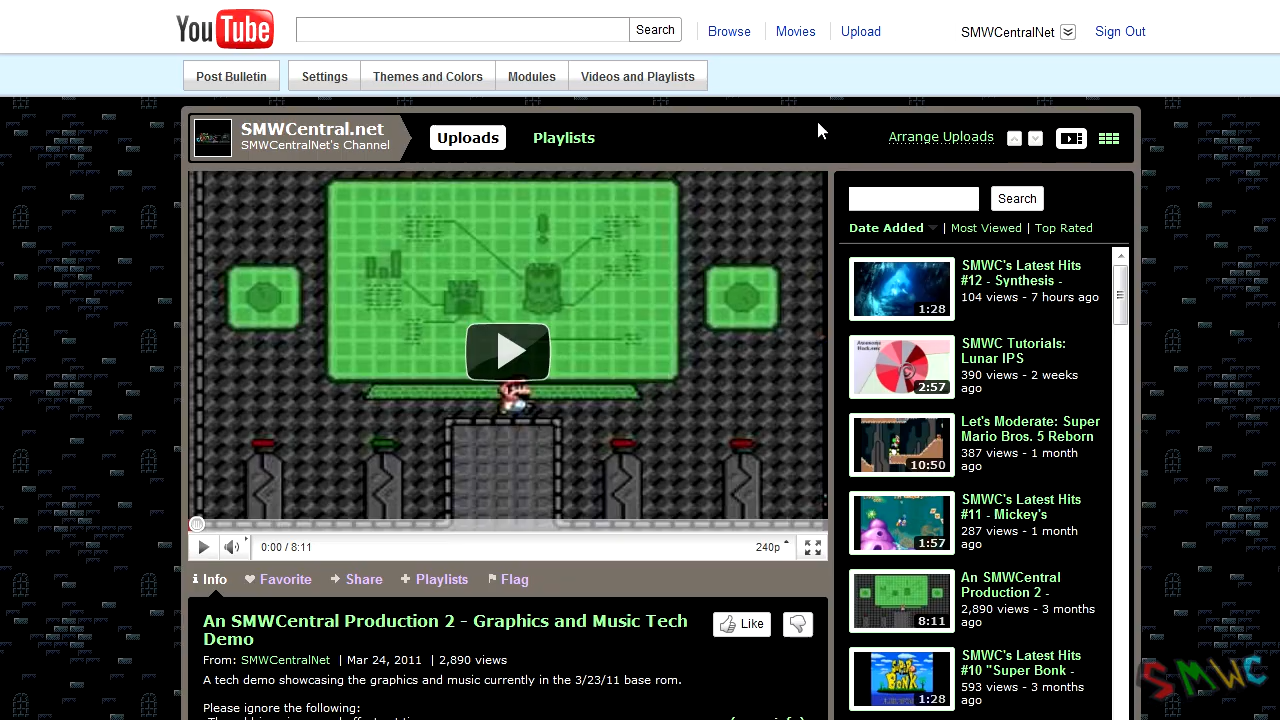 YouTube
Search
Browse
Movies
Upload
SMWCentralNet
Sign Out
Post Bulletin
Settings
Themes and Colors
Modules
Videos and Playlists
SMWCentral.net
SMWCentralNet's Channel
Uploads
Playlists
Arrange Uploads
Search
Date Added | Most Viewed | Top Rated
SMWC's Latest Hits
#12 - Synthesis -
104 views - 7 hours ago
1:28
SMWC Tutorials:
Lunar IPS
390 views - 2 weeks
ago
2:57
Let's Moderate: Super
Mario Bros. 5 Reborn
387 views - 1 month
ago
10:50
SMWC's Latest Hits
#11 - Mickey's
287 views - 1 month
ago
1:57
An SMWCentral
Production 2 -
2,890 views - 3 months
ago
8:11
SMWC's Latest Hits
#10 "Super Bonk -
593 views - 3 months
ago
1:28
0:00 / 8:11
240p
Info
Favorite
Share
Playlists
Flag
An SMWCentral Production 2 - Graphics and Music Tech
Demo
Like
From: SMWCentralNet | Mar 24, 2011 | 2,890 views
A tech demo showcasing the graphics and music currently in the 3/23/11 base rom.
Please ignore the following:
SMWC